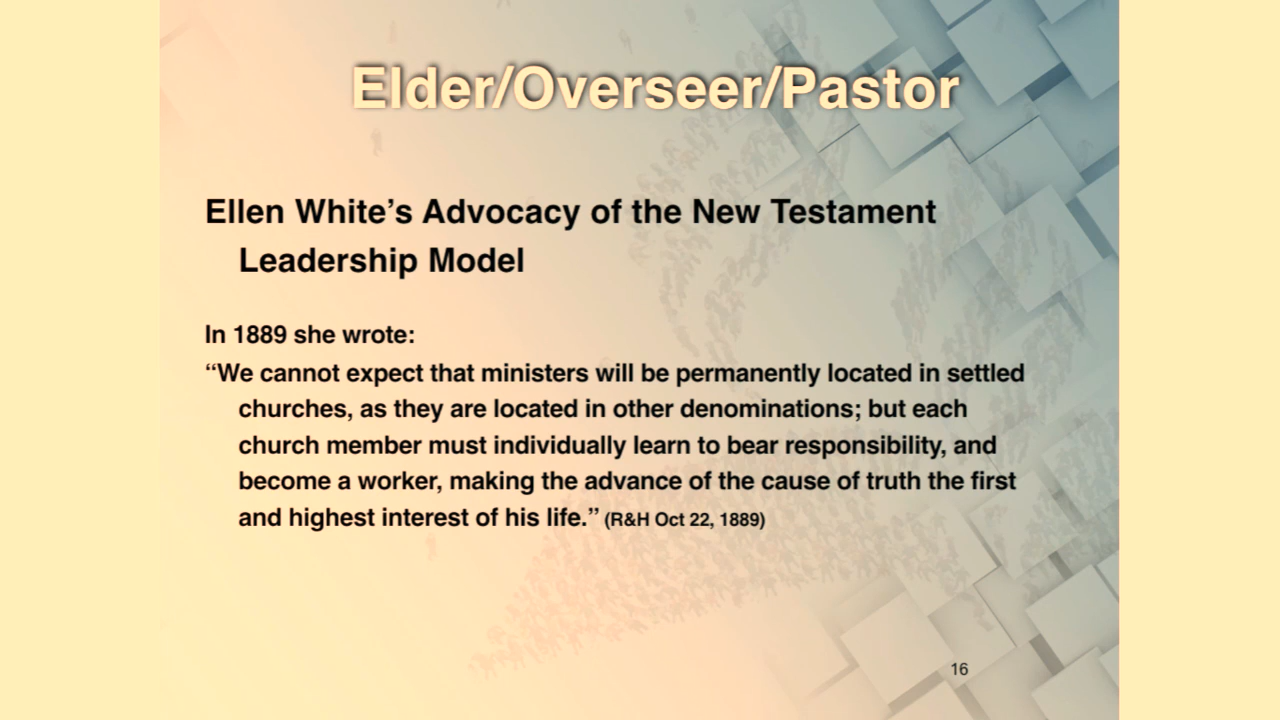 Elder/Overseer/Pastor
Ellen White’s Advocacy of the New Testament
Leadership Model
In 1889 she wrote:
“We cannot expect that ministers will be permanently located in settled
churches, as they are located in other denominations; but each
church member must individually learn to bear responsibility, and
become a worker, making the advance of the cause of truth the first
and highest interest of his life.” (R&H Oct 22, 1889)
16